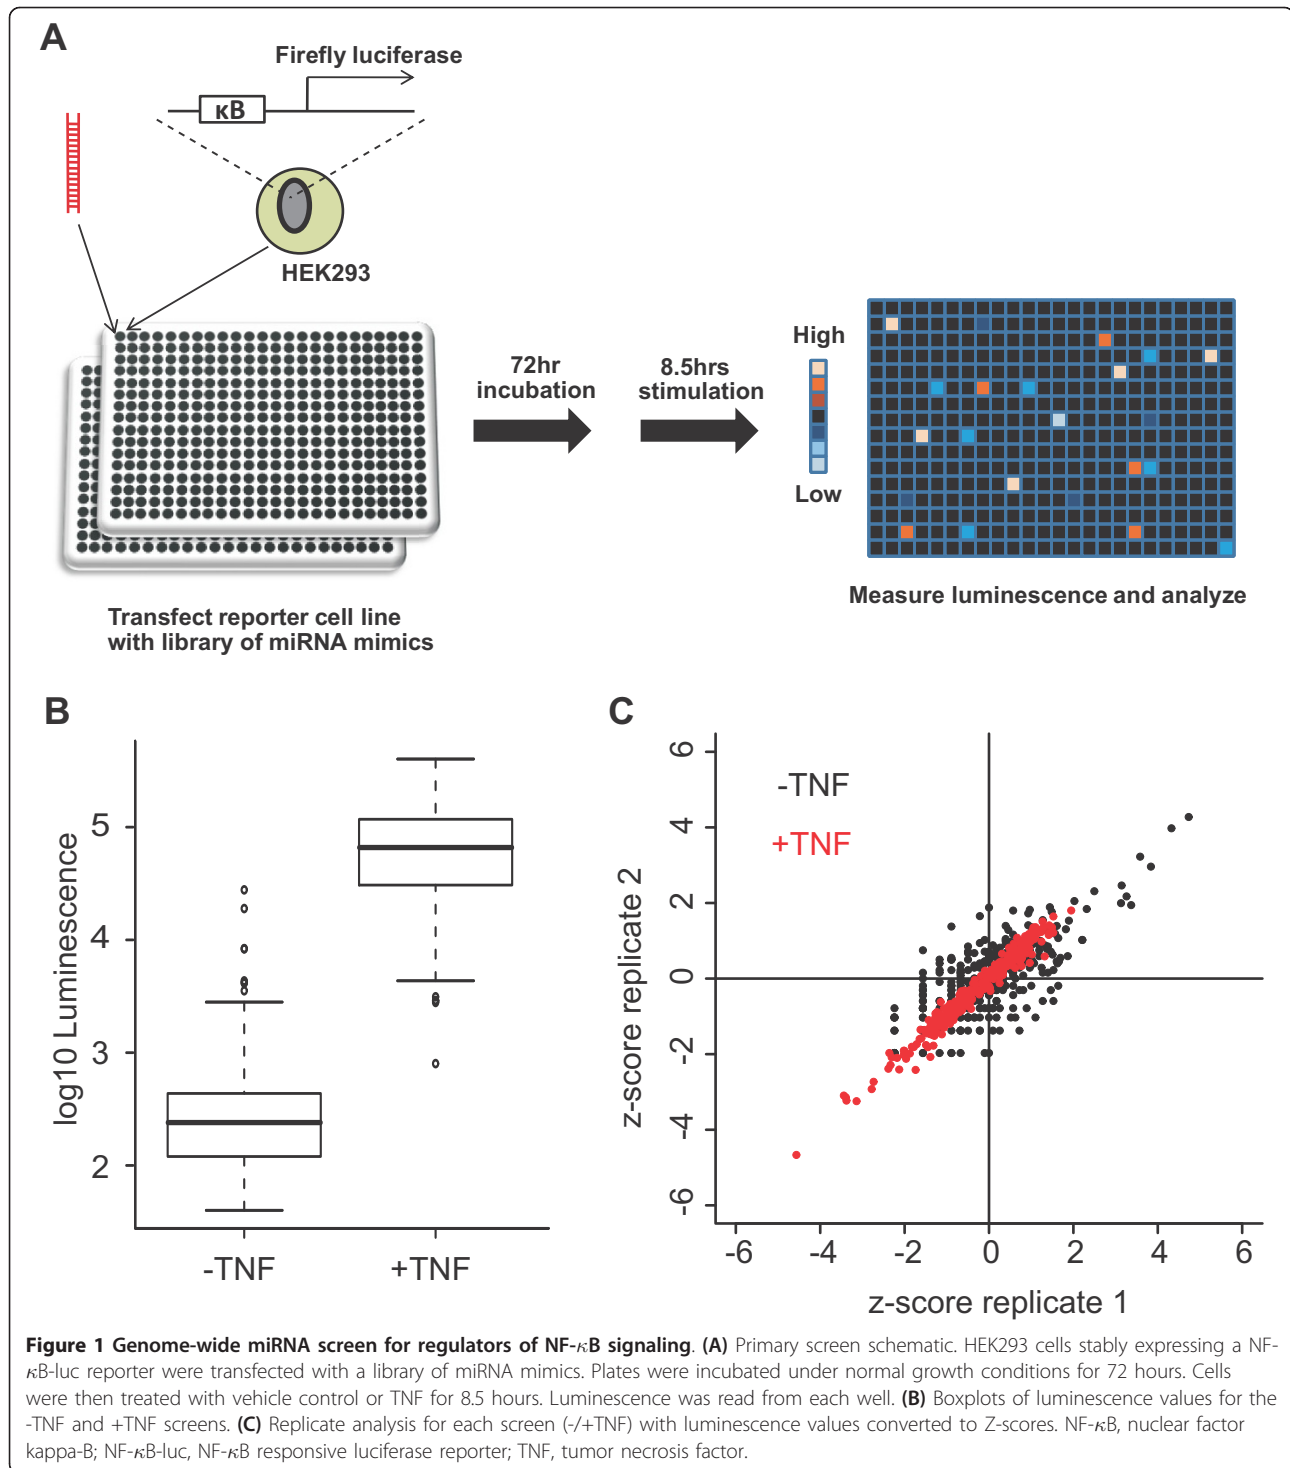 A
Firefly luciferase
κB
HEK293
72hr
incubation
8.5hrs
stimulation
High
Low
Transfect reporter cell line
with library of miRNA mimics
Measure luminescence and analyze
B
log10 Luminescence
5
4
3
2
-TNF
+TNF
C
z-score replicate 2
6
4
2
0
-2
-4
-6
-TNF
+TNF
-6
-4
-2
0
2
4
6
z-score replicate 1
Figure 1 Genome-wide miRNA screen for regulators of NF-κB signaling. (A) Primary screen schematic. HEK293 cells stably expressing a NF-
κB-luc reporter were transfected with a library of miRNA mimics. Plates were incubated under normal growth conditions for 72 hours. Cells
were then treated with vehicle control or TNF for 8.5 hours. Luminescence was read from each well. (B) Boxplots of luminescence values for the
-TNF and +TNF screens. (C) Replicate analysis for each screen (-/+TNF) with luminescence values converted to Z-scores. NF-κB, nuclear factor
kappa-B; NF-κB-luc, NF-κB responsive luciferase reporter; TNF, tumor necrosis factor.